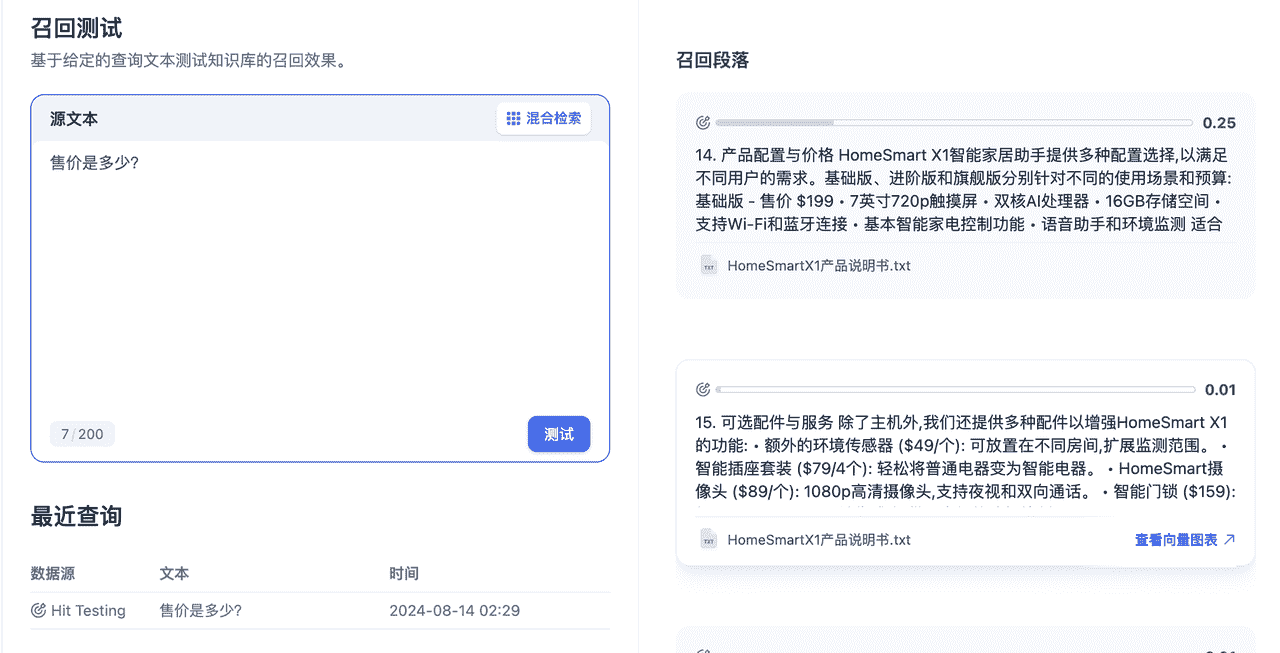 召回测试
基于给定的查询文本测试知识库的召回效果。
源文本
混合检索
售价是多少?
7 / 200
测试
最近查询
数据源 文本 时间
Hit Testing 售价是多少? 2024-08-14 02:29
召回段落
0.25
14. 产品配置与价格 HomeSmart X1智能家居助手提供多种配置选择,以满足
不同用户的需求。基础版、进阶版和旗舰版分别针对不同的使用场景和预算:
基础版 - 售价 $199 • 7英寸720p触摸屏 • 双核AI处理器 • 16GB存储空间 •
支持Wi-Fi和蓝牙连接 • 基本智能家电控制功能 • 语音助手和环境监测 适合
TXT HomeSmartX1产品说明书.txt
0.01
15. 可选配件与服务 除了主机外,我们还提供多种配件以增强HomeSmart X1
的功能: • 额外的环境传感器 ($49/个): 可放置在不同房间,扩展监测范围。 •
智能插座套装 ($79/4个): 轻松将普通电器变为智能电器。 • HomeSmart摄
像头 ($89/个): 1080p高清摄像头,支持夜视和双向通话。 • 智能门锁 ($159):
TXT HomeSmartX1产品说明书.txt
查看向量图表